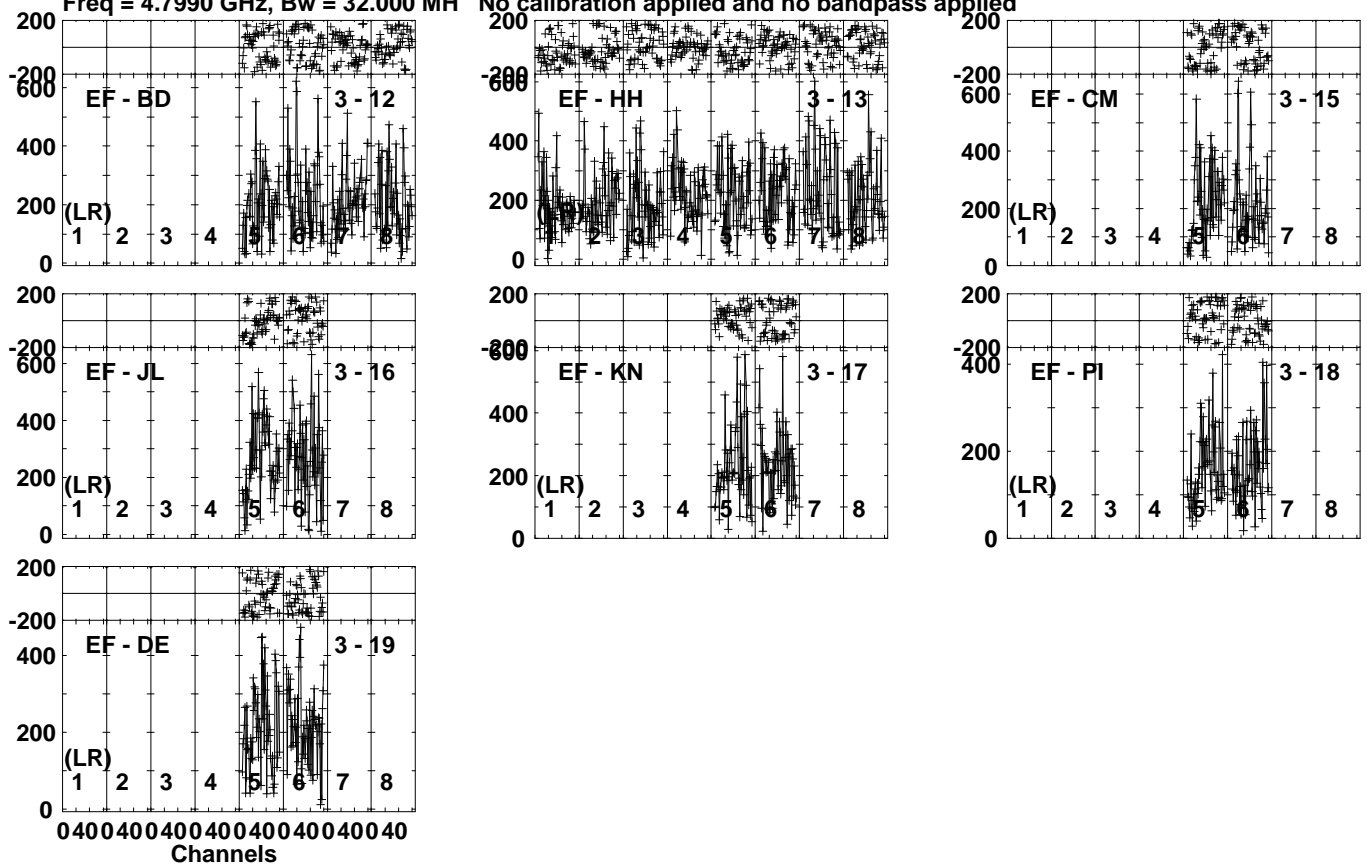 Freq = 4.7990 GHz, Bw = 32.000 MH No calibration applied and no bandpass applied
200 200 200
-200 -200 -200
600 EF - BD 3 - 12 600 EF - HH 3 - 13 600 EF - CM 3 - 15
400 400 400
200 200 200
(LR) (LR) (LR)
1 2 3 4 5 6 7 8 1 2 3 4 5 6 7 8 1 2 3 4 5 6 7 8
0 0 0
200 200 200
-200 -200 -200
600 EF - JL 3 - 16 600 EF - KN 3 - 17 400 EF - PI 3 - 18
400 400
200 200 200
(LR) (LR) (LR)
1 2 3 4 5 6 7 8 1 2 3 4 5 6 7 8 1 2 3 4 5 6 7 8
0 0 0
200
-200
EF - DE 3 - 19
400
200
(LR)
1 2 3 4 5 6 7 8
0
0 40 0 40 0 40 0 40 0 40 0 40 0 40 0 40
Channels